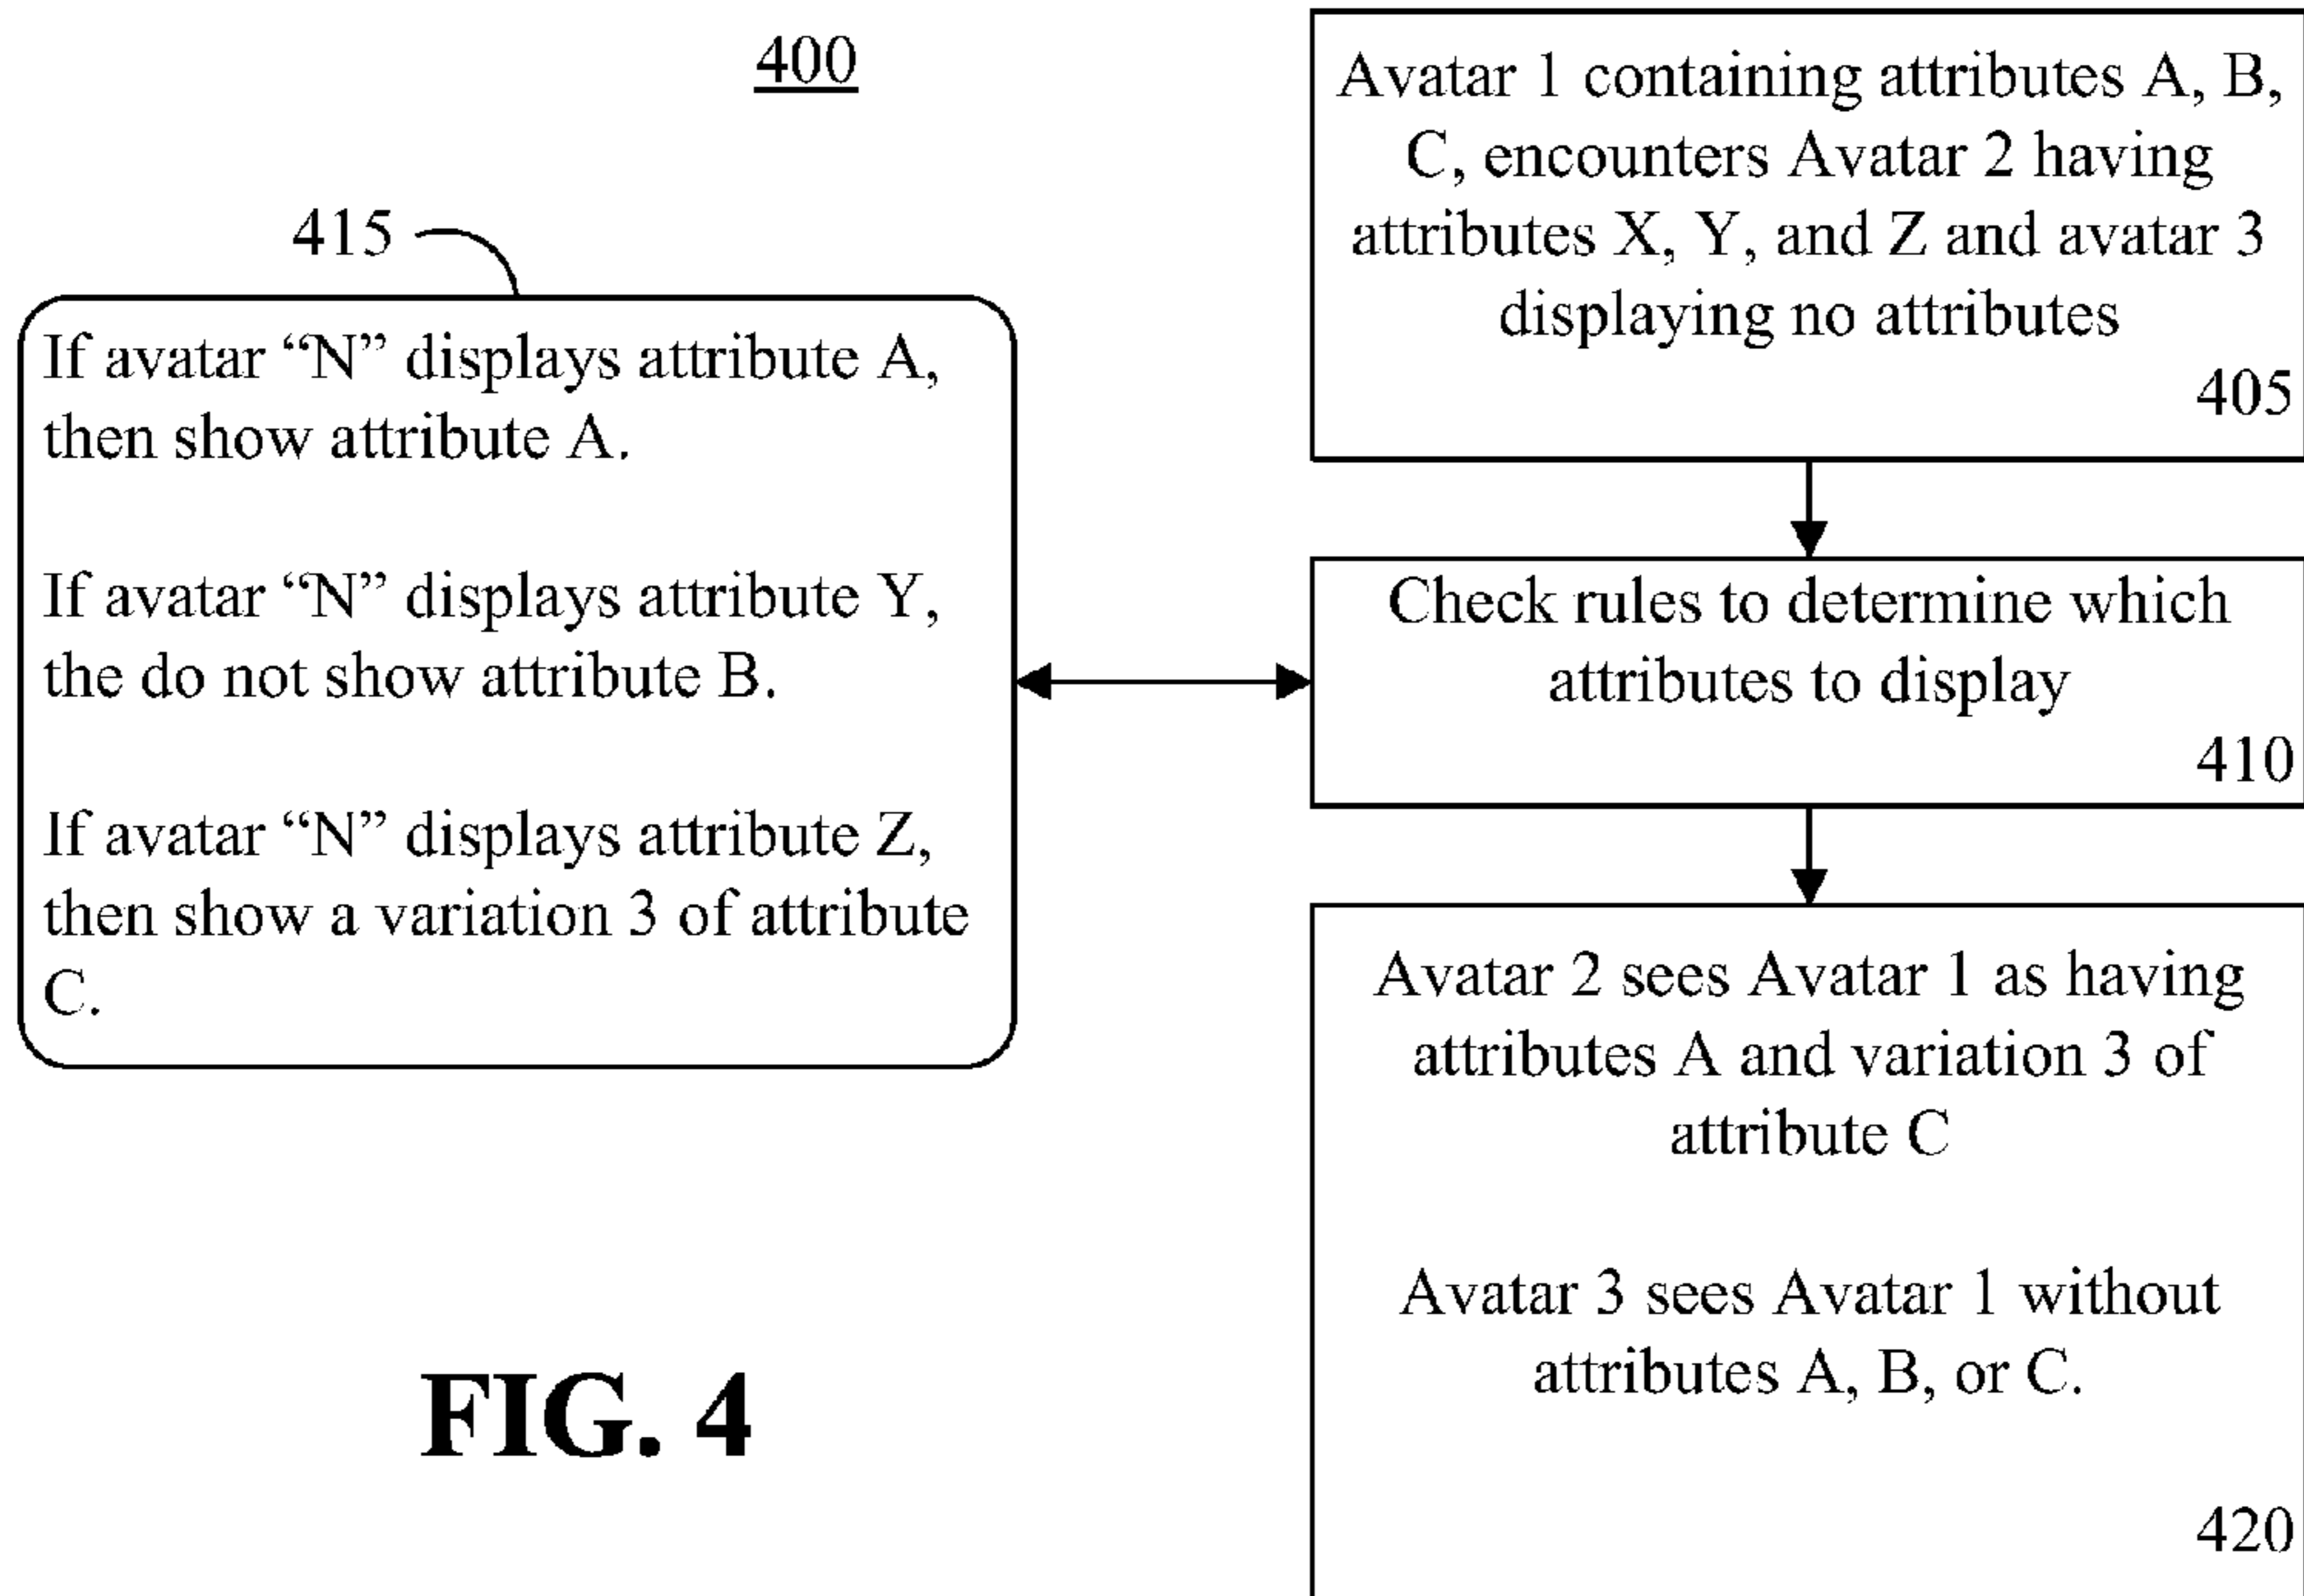 400
415
If avatar “N” displays attribute A,
then show attribute A.
If avatar “N” displays attribute Y,
the do not show attribute B.
If avatar “N” displays attribute Z,
then show a variation 3 of attribute
C.
Avatar 1 containing attributes A, B,
C, encounters Avatar 2 having
attributes X, Y, and Z and avatar 3
displaying no attributes
405
Check rules to determine which
attributes to display
410
Avatar 2 sees Avatar 1 as having
attributes A and variation 3 of
attribute C
Avatar 3 sees Avatar 1 without
attributes A, B, or C.
420
FIG. 4